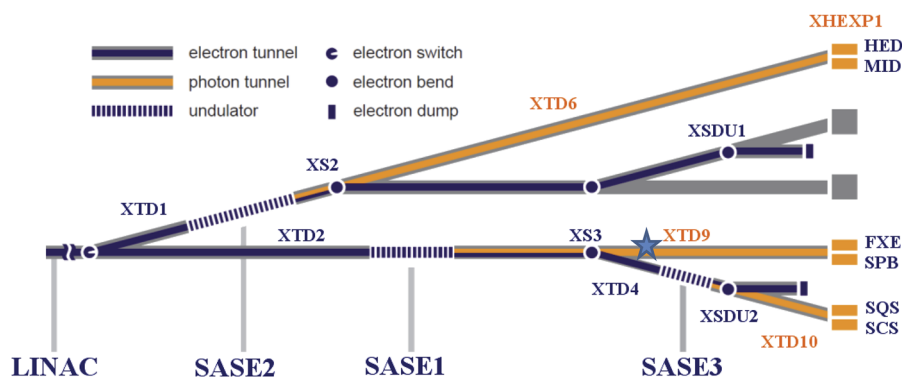 XHEXP1
electron tunnel
electron switch
HED
photon tunnel
electron bend
MID
undulator
electron dump
XTD6
XSDU1
XS2
XTD1
XTD2
XS3
XTD9
FXE
SPB
XTD4
XSDU2
SQS
SCS
XTD10
LINAC
SASE2
SASE1
SASE3